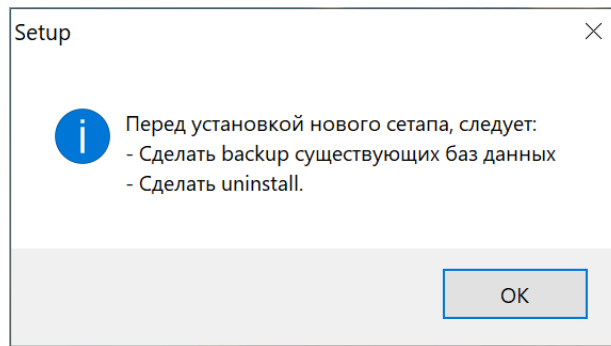 Setup
Перед установкой нового сетапа, следует:
- Сделать backup существующих баз данных
- Сделать uninstall.
OK